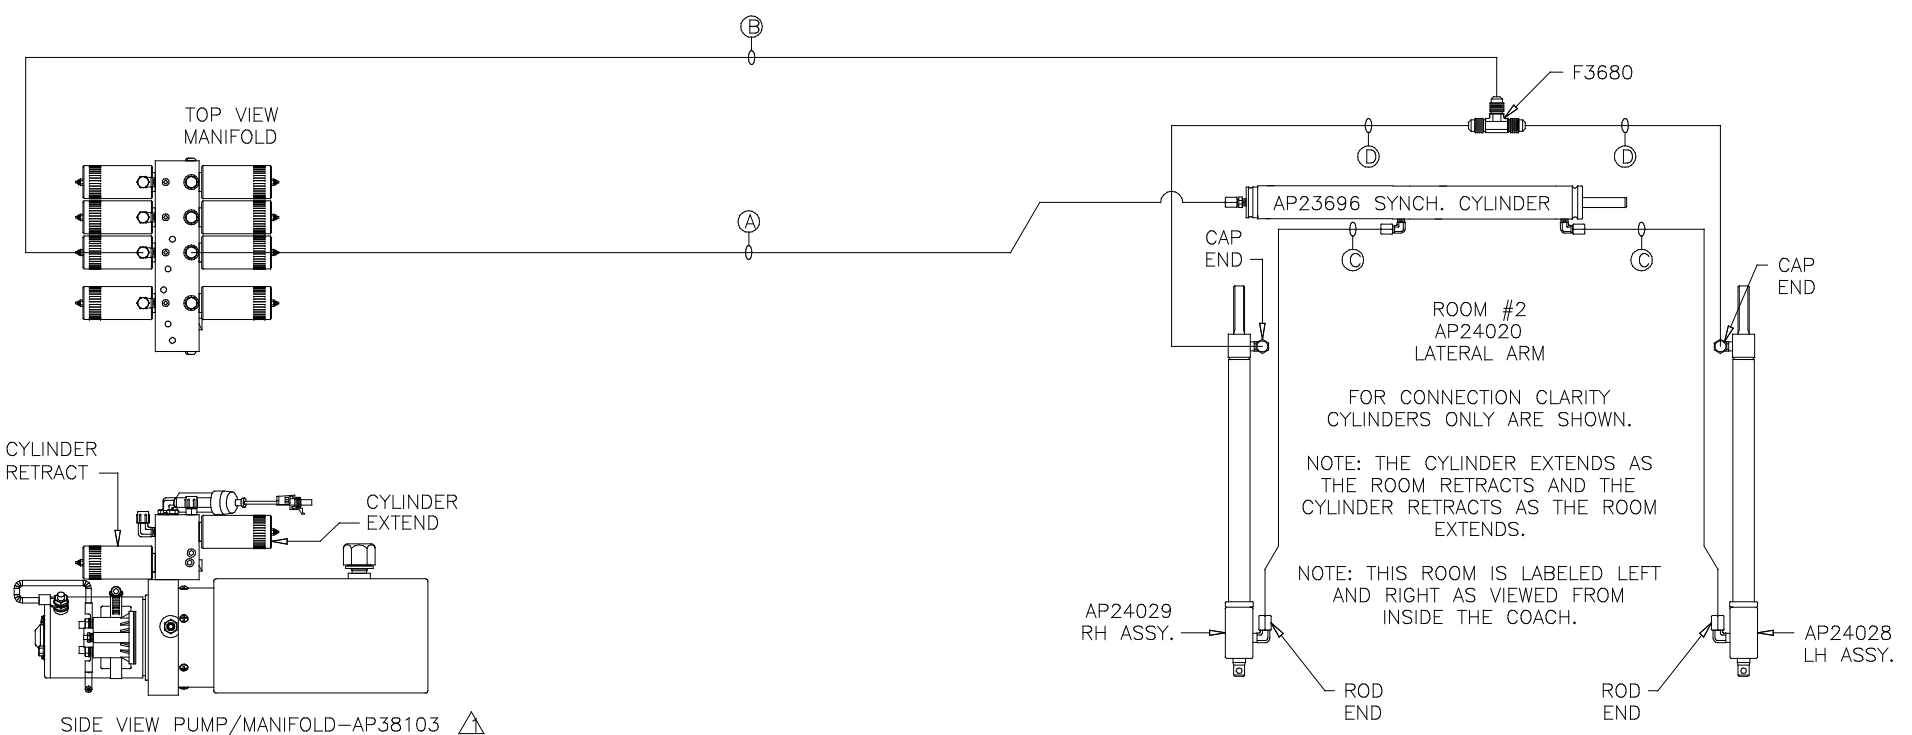 B
F3680
TOP VIEW
MANIFOLD
D
D
AP23696 SYNCH. CYLINDER
A
CAP
END
C
C
CAP
END
ROOM #2
AP24020
LATERAL ARM
FOR CONNECTION CLARITY
CYLINDERS ONLY ARE SHOWN.
CYLINDER
RETRACT
NOTE: THE CYLINDER EXTENDS AS
THE ROOM RETRACTS AND THE
CYLINDER RETRACTS AS THE ROOM
EXTENDS.
CYLINDER
EXTEND
NOTE: THIS ROOM IS LABELED LEFT
AND RIGHT AS VIEWED FROM
INSIDE THE COACH.
AP24029
RH ASSY.
AP24028
LH ASSY.
ROD
END
ROD
END
SIDE VIEW PUMP/MANIFOLD-AP38103 1